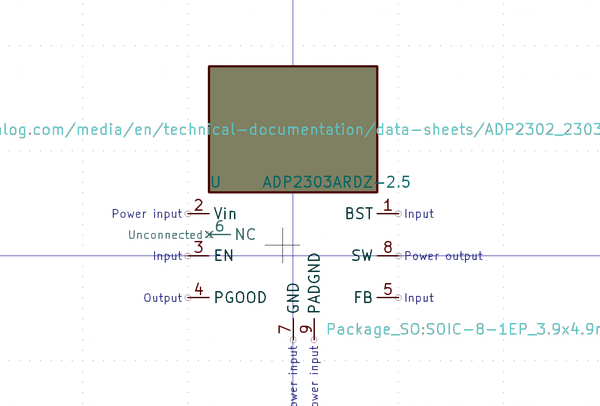 alog.com/media/en/technical-documentation/data-sheets/ADP2302_2303
U ADP2303ARDZ-2.5
Power input 2 Vin BST 1 Input
Unconnected 6 NC
Input 3 EN SW 8 Power output
Output 4 PGOOD FB 5 Input
GND PADGND
7 9
Package_SO:SOIC-8-1EP_3.9x4.9m
ower input ower input